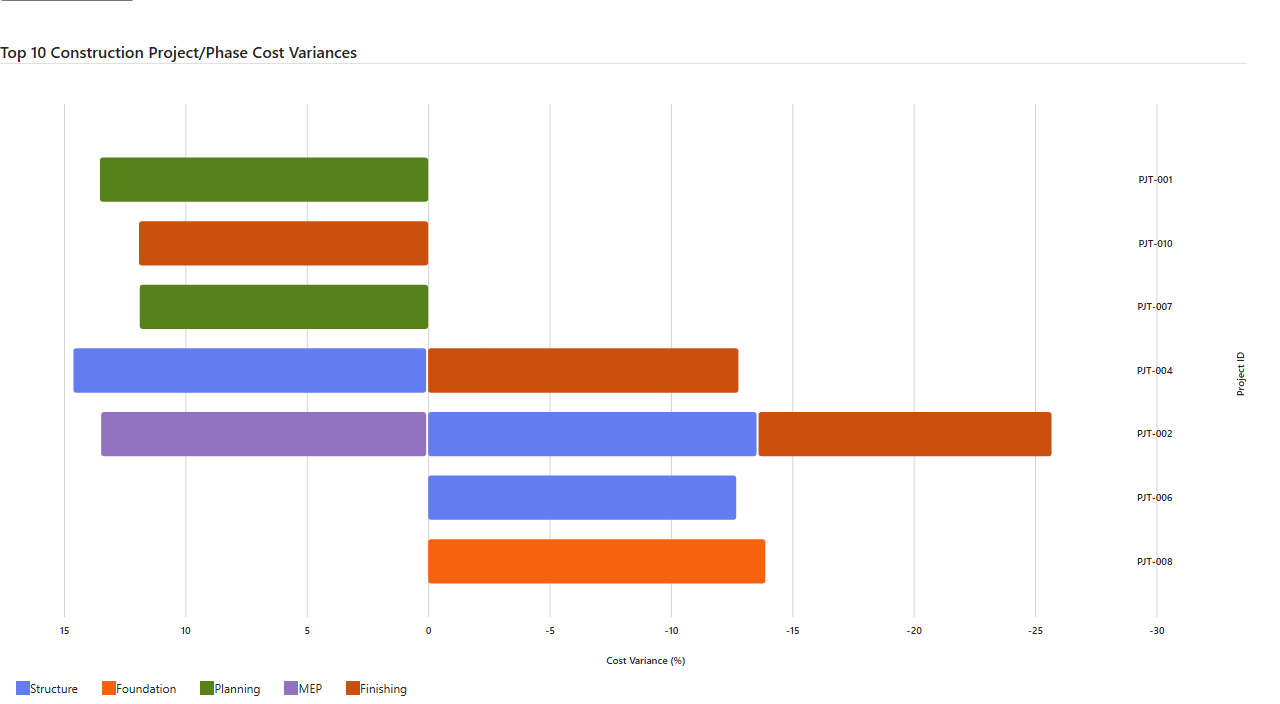 Top 10 Construction Project/Phase Cost Variances
PJT-001
PJT-010
PJT-007
PJT-004
PJT-002
PJT-006
PJT-008
Project ID
15 10 5 0 -5 -10 -15 -20 -25 -30
Cost Variance (%)
Structure Foundation Planning MEP Finishing